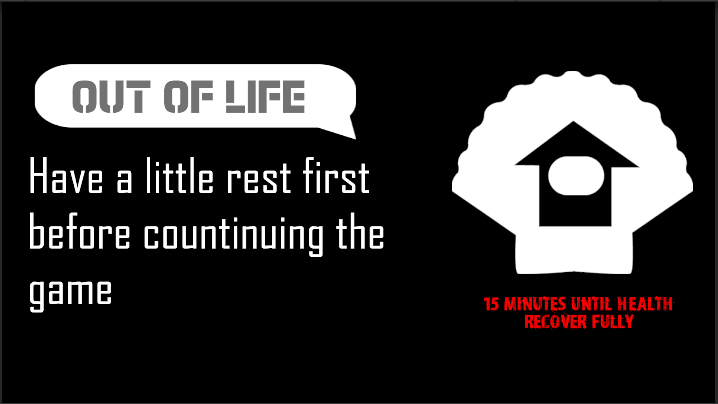 OUT OF LIFE
Have a little rest first
before countinuing the
game
15 MINUTES UNTIL HEALTH
RECOVER FULLY